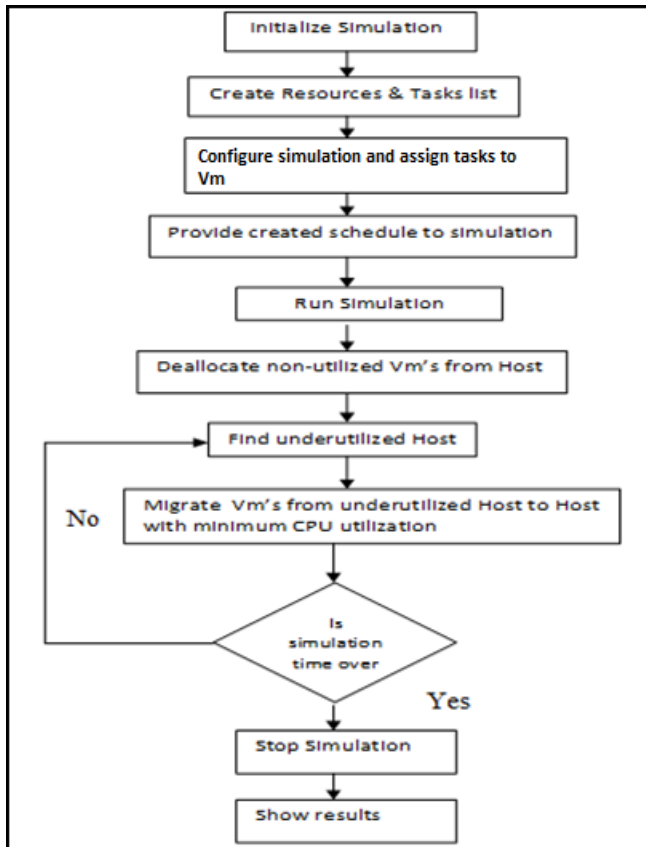 Initialize Simulation
Create Resources & Tasks list
Configure simulation and assign tasks to
Vm
Provide created schedule to simulation
Run Simulation
Deallocate non-utilized Vm's from Host
Find underutilized Host
Migrate Vm's from underutilized Host to Host
with minimum CPU utilization
No
Is
simulation
time over
Yes
Stop Simulation
Show results